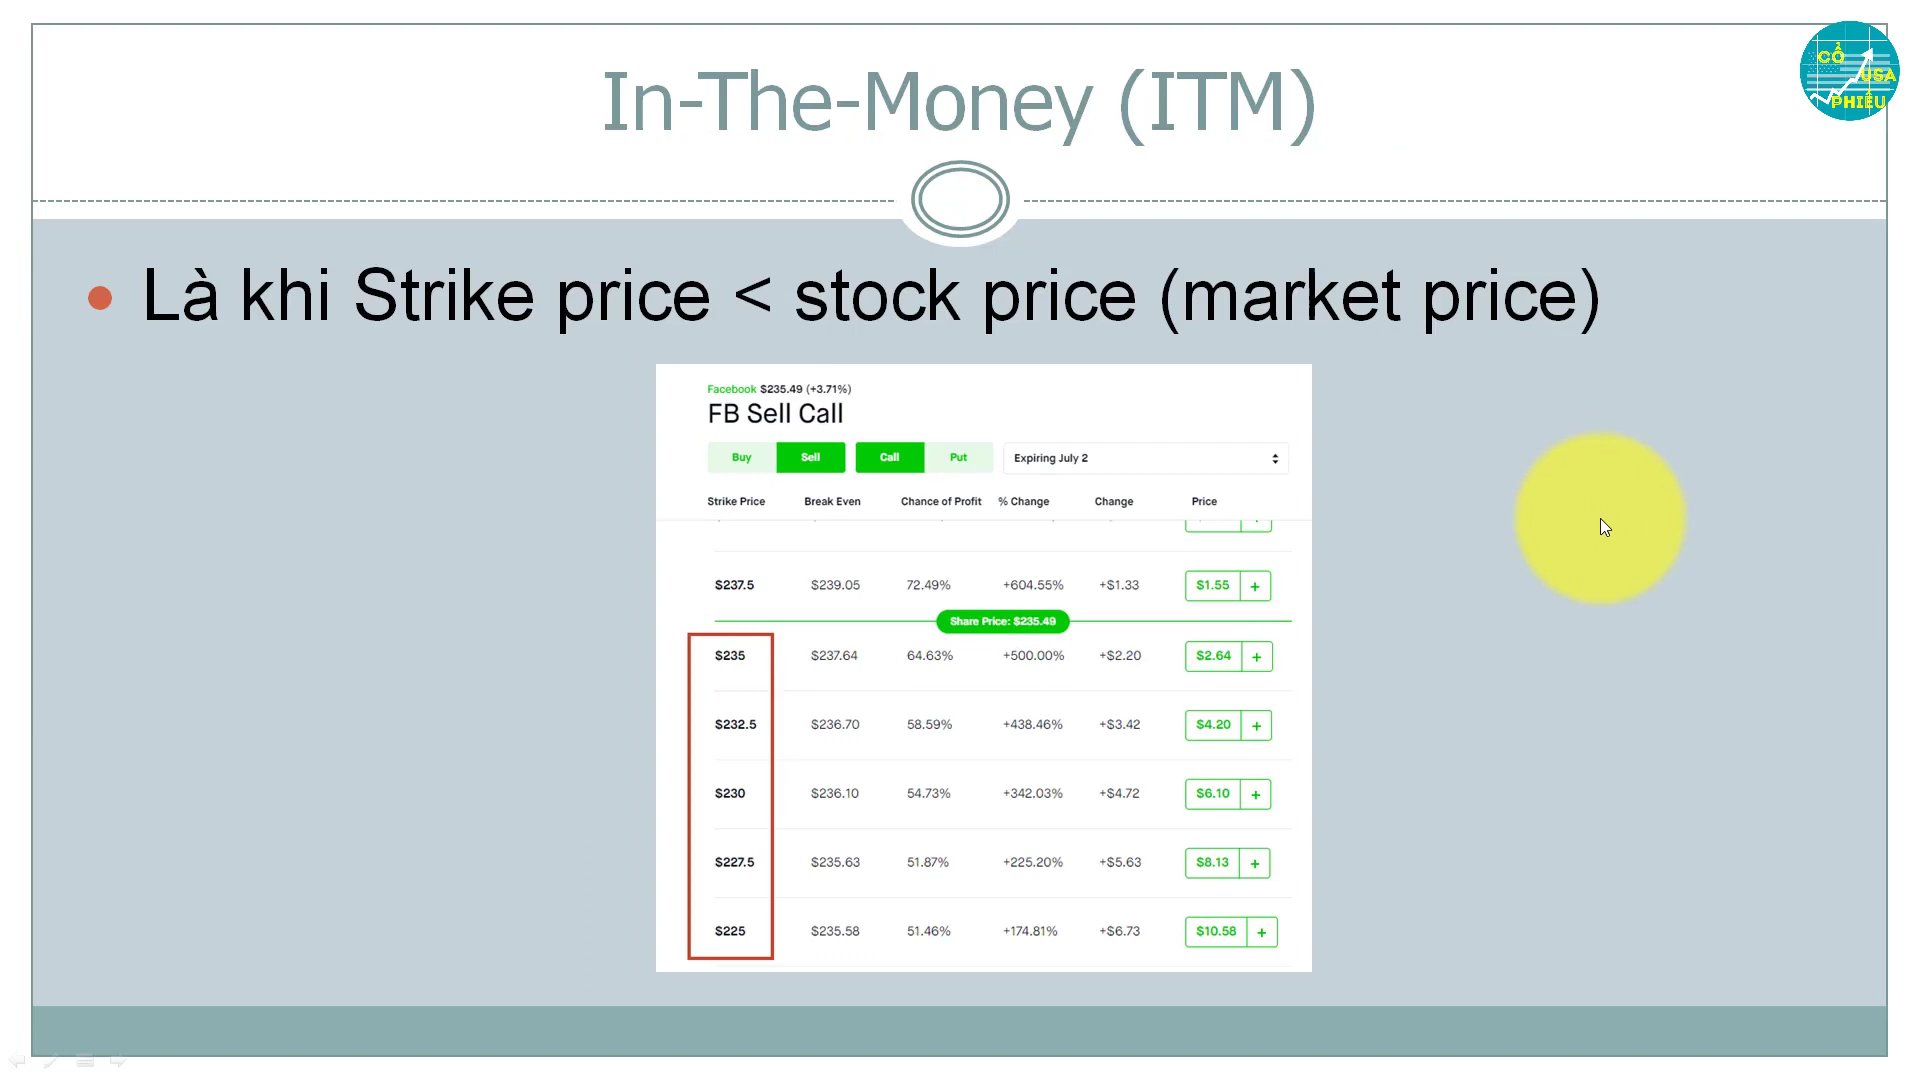 In-The-Money (ITM)
CỔ
USA
PHIẾU
Là khi Strike price < stock price (market price)
Facebook $235.49 (+3.71%)
FB Sell Call
Buy Sell Call Put Expiring July 2
Strike Price Break Even Chance of Profit % Change Change Price
$237.5 $239.05 72.49% +604.55% +$1.33 $1.55 +
Share Price: $235.49
$235 $237.64 64.63% +500.00% +$2.20 $2.64 +
$232.5 $236.70 58.59% +438.46% +$3.42 $4.20 +
$230 $236.10 54.73% +342.03% +$4.72 $6.10 +
$227.5 $235.63 51.87% +225.20% +$5.63 $8.13 +
$225 $235.58 51.46% +174.81% +$6.73 $10.58 +